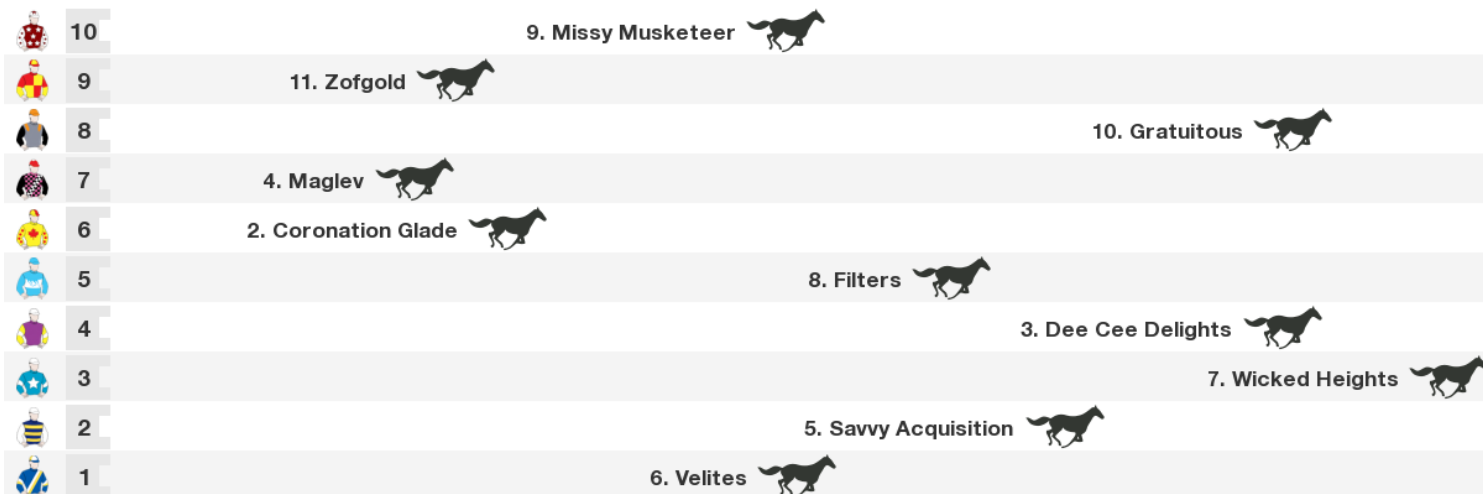 10 9. Missy Musketeer
9 11. Zofgold
8 10. Gratuitous
7 4. Maglev
6 2. Coronation Glade
5 8. Filters
4 3. Dee Cee Delights
3 7. Wicked Heights
2 5. Savvy Acquisition
1 6. Velites